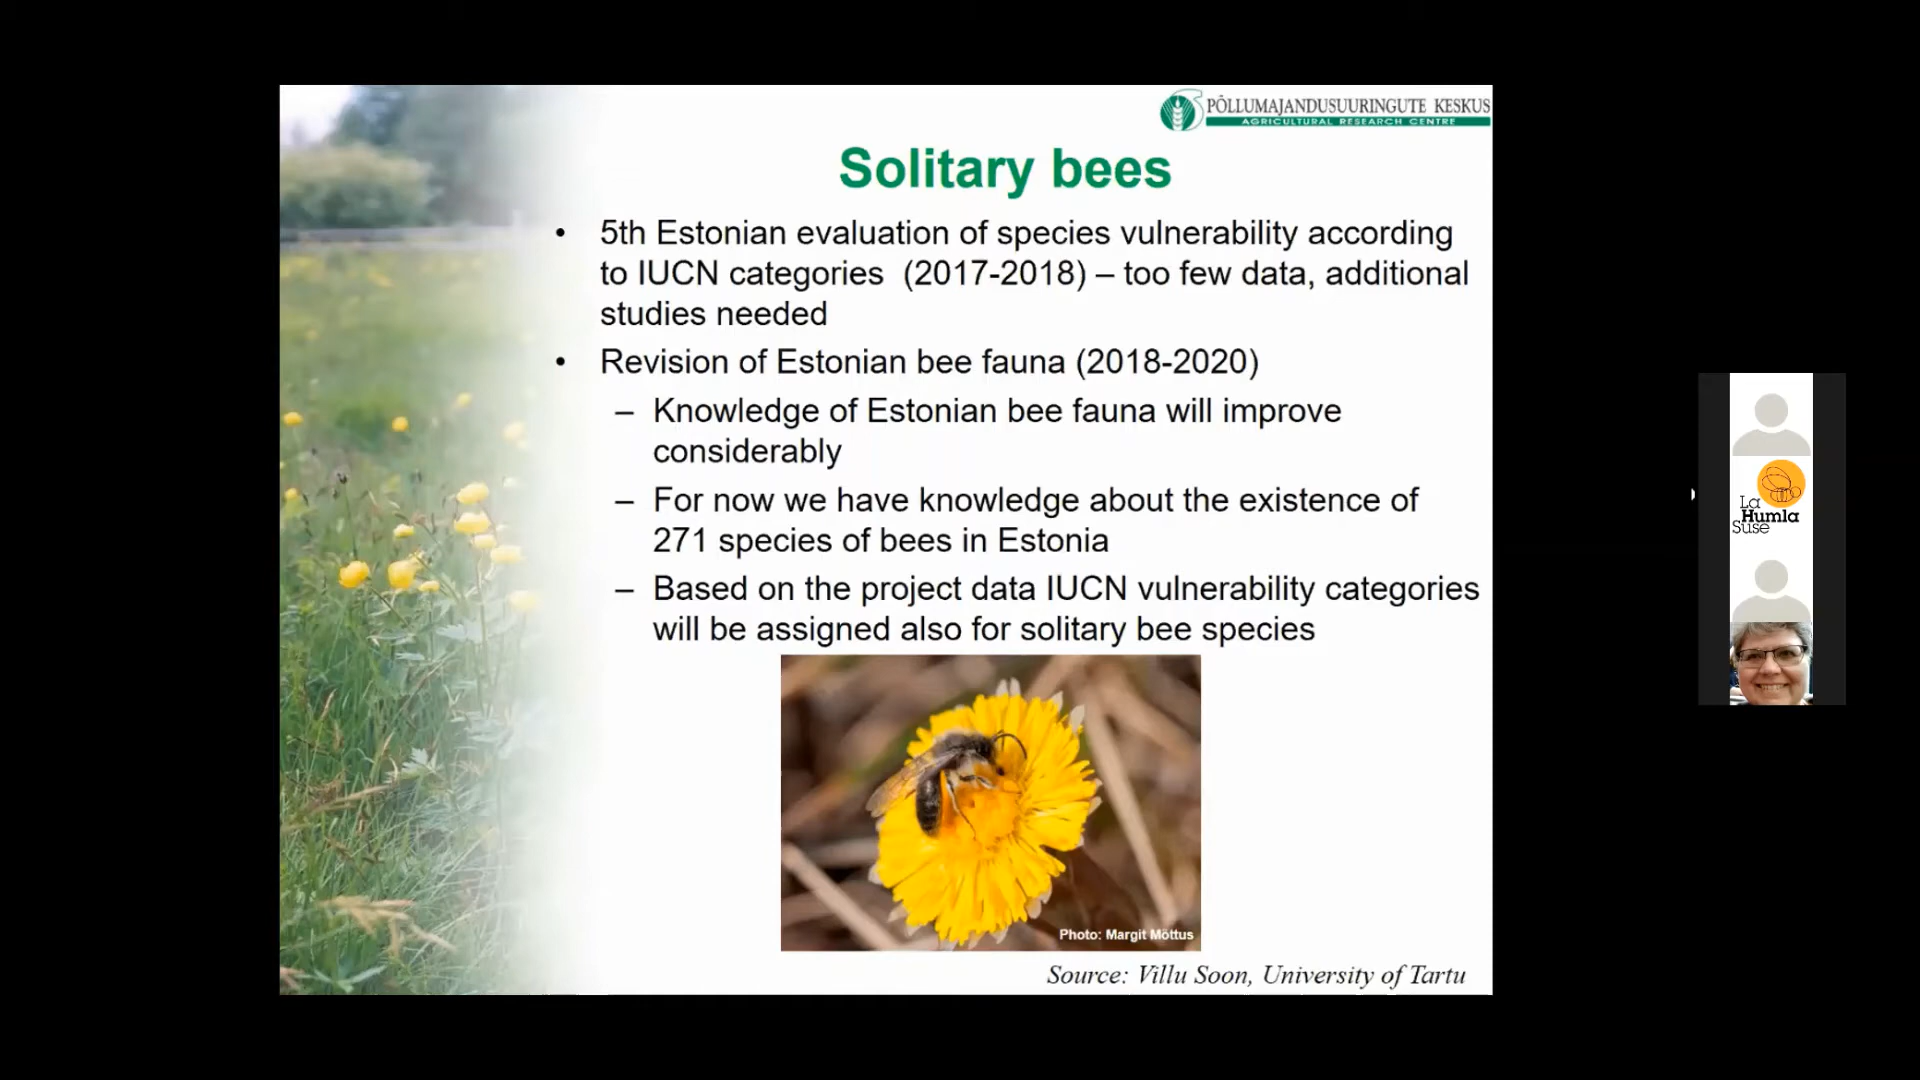 PÕLLUMAJANDUSUURINGUTE KESKUS
AGRICULTURAL RESEARCH CENTRE
Solitary bees
• 5th Estonian evaluation of species vulnerability according
to IUCN categories (2017-2018) – too few data, additional
studies needed
• Revision of Estonian bee fauna (2018-2020)
– Knowledge of Estonian bee fauna will improve
considerably
– For now we have knowledge about the existence of
271 species of bees in Estonia
– Based on the project data IUCN vulnerability categories
will be assigned also for solitary bee species
Photo: Margit Mõttus
Source: Villu Soon, University of Tartu
La
Humla
Suse